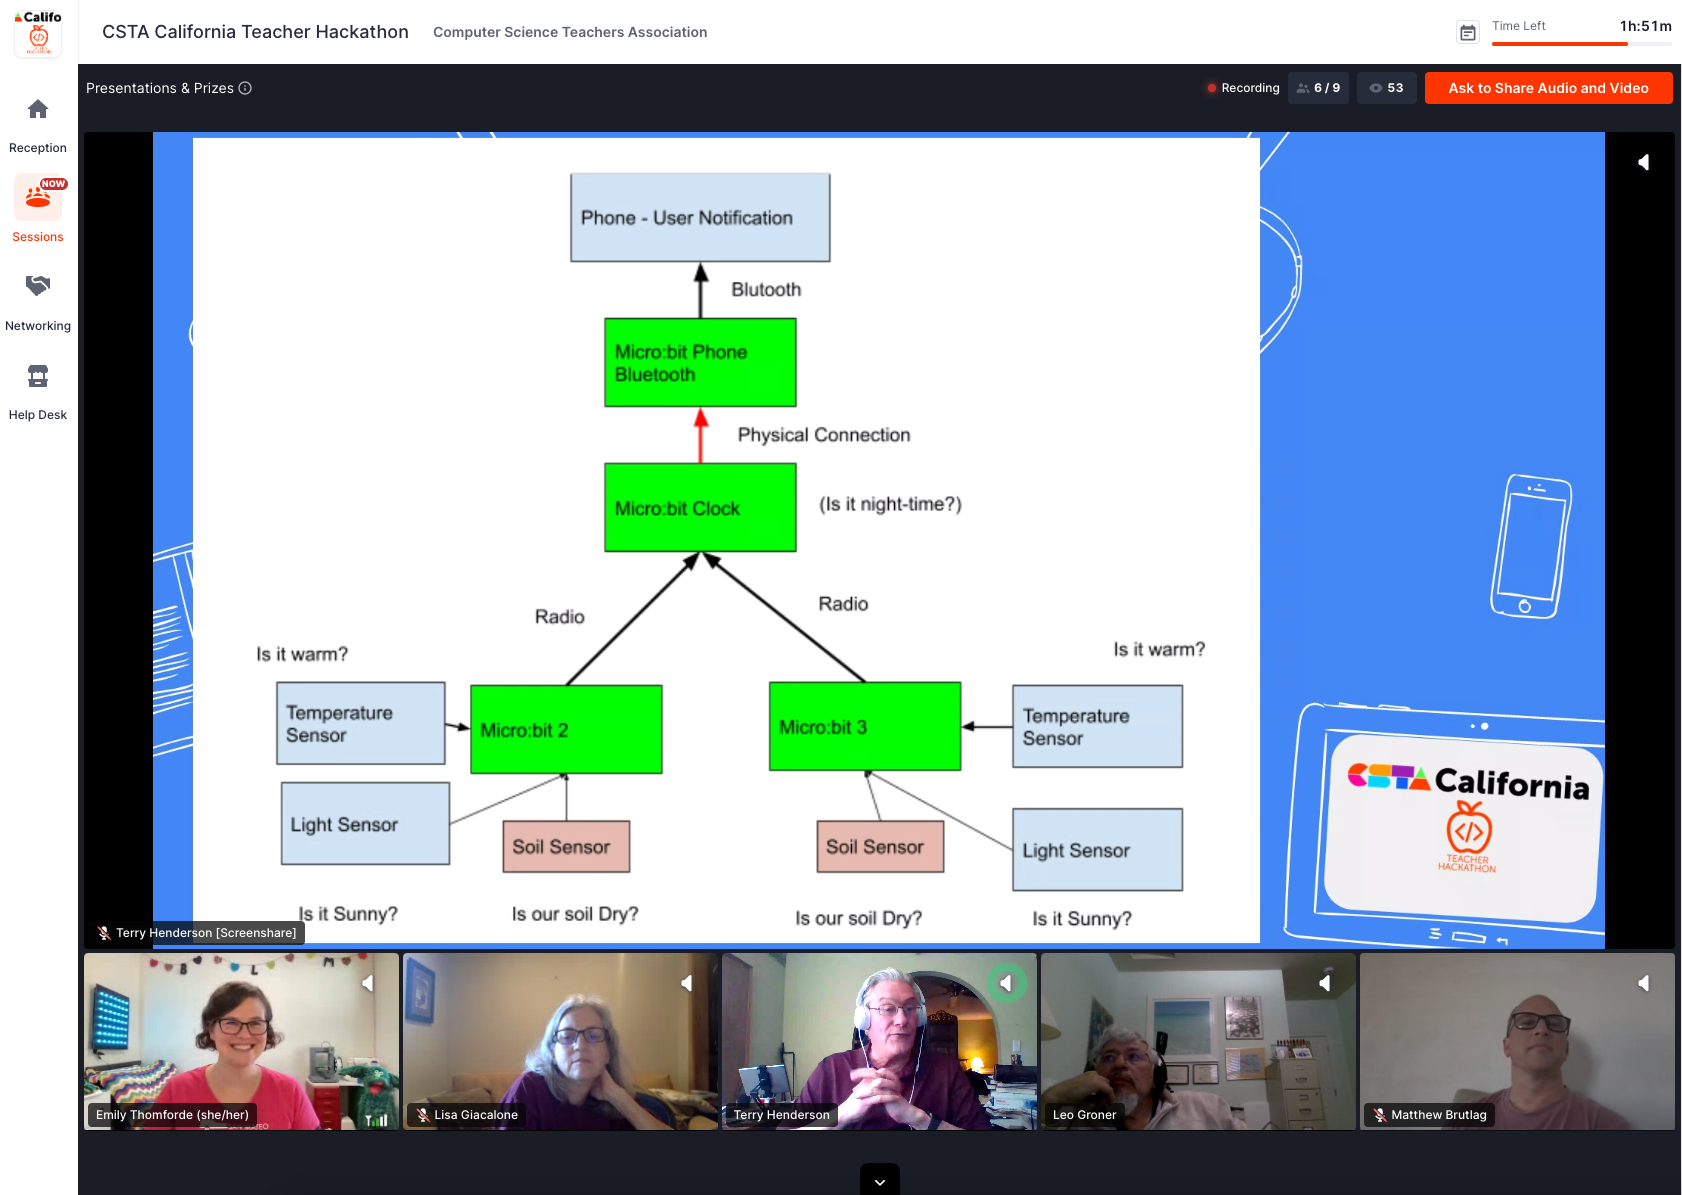 Califo
CSTA California Teacher Hackathon
Computer Science Teachers Association
Time Left
1h:51m
Presentations & Prizes
Recording
6 / 9
53
Ask to Share Audio and Video
Reception
NOW
Sessions
Networking
Help Desk
Phone - User Notification
Blutooth
Micro:bit Phone
Bluetooth
Physical Connection
Micro:bit Clock
(Is it night-time?)
Radio
Radio
Is it warm?
Is it warm?
Temperature
Sensor
Micro:bit 2
Micro:bit 3
Temperature
Sensor
Light Sensor
Soil Sensor
Soil Sensor
Light Sensor
Is it Sunny?
Is our soil Dry?
Is our soil Dry?
Is it Sunny?
CSTA California
</>
TEACHER
HACKATHON
Terry Henderson [Screenshare]
Emily Thomforde (she/her)
Lisa Giacalone
Terry Henderson
Leo Groner
Matthew Brutlag